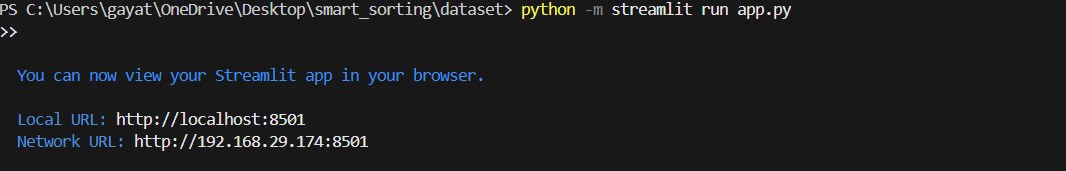 PS C:\Users\gayat\OneDrive\Desktop\smart_sorting\dataset> python -m streamlit run app.py
>>
You can now view your Streamlit app in your browser.
Local URL: http://localhost:8501
Network URL: http://192.168.29.174:8501